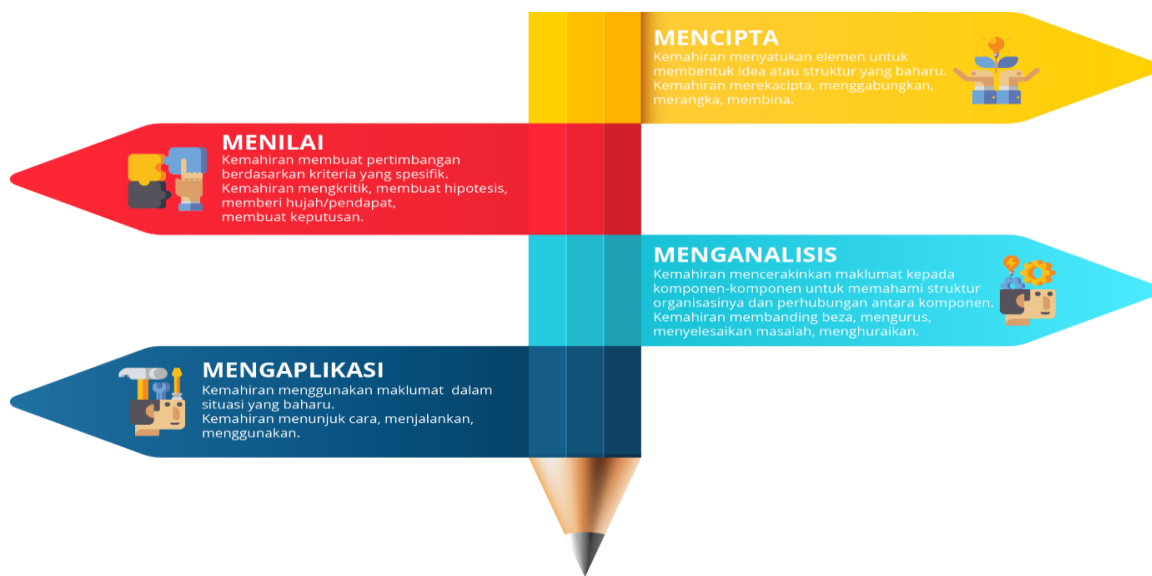 MENCIPTA
Kemahiran menyatukan elemen untuk
membentuk idea atau struktur yang baharu.
Kemahiran merekacipta, menggabungkan,
merangka, membina.
MENILAI
Kemahiran membuat pertimbangan
berdasarkan kriteria yang spesifik.
Kemahiran mengkritik, membuat hipotesis,
memberi hujah/pendapat,
membuat keputusan.
MENGANALISIS
Kemahiran mencerakinkan maklumat kepada
komponen-komponen untuk memahami struktur
organisasinya dan perhubungan antara komponen.
Kemahiran membanding beza, mengurus,
menyelesaikan masalah, menghuraikan.
MENGAPLIKASI
Kemahiran menggunakan maklumat dalam
situasi yang baharu.
Kemahiran menunjuk cara, menjalankan,
menggunakan.